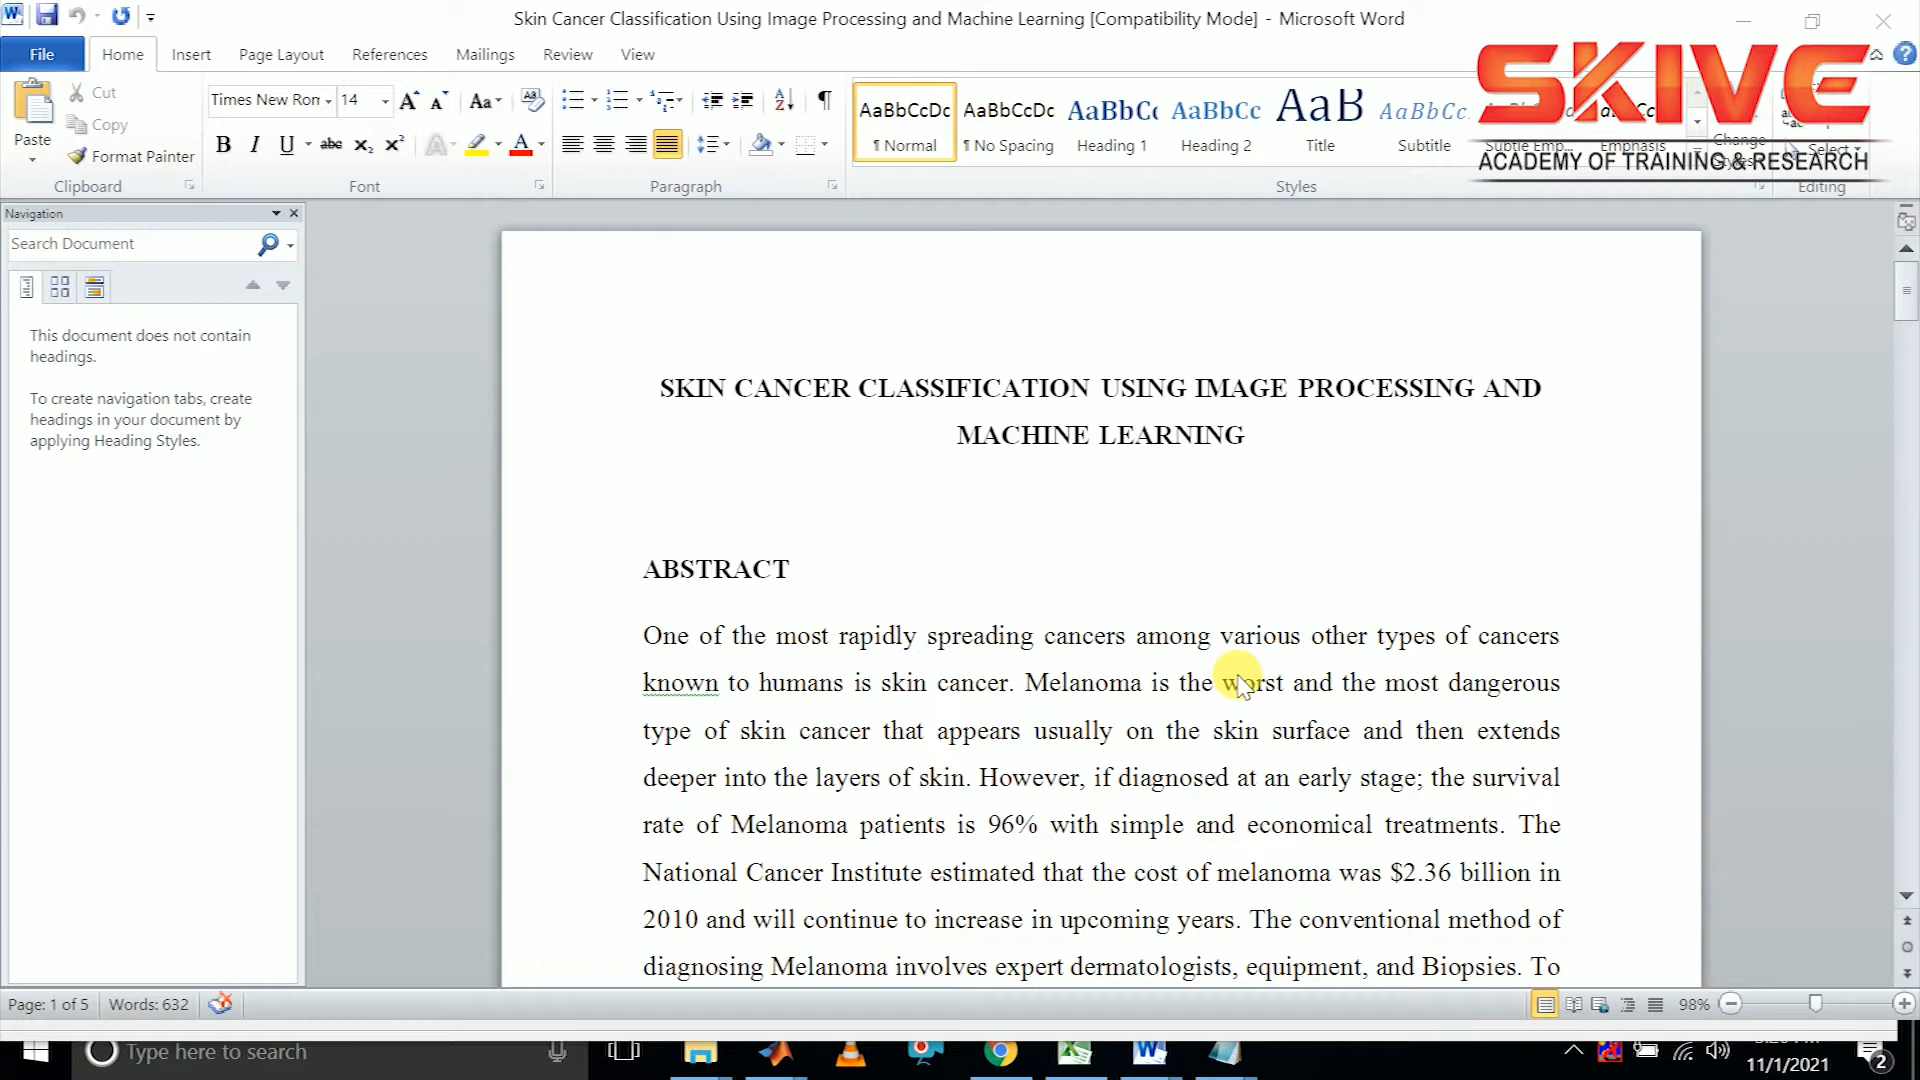 Skin Cancer Classification Using Image Processing and Machine Learning [Compatibility Mode] - Microsoft Word
File Home Insert Page Layout References Mailings Review View
SKIVE
ACADEMY OF TRAINING & RESEARCH
Paste
Cut
Copy
Format Painter
Clipboard
Times New Ron 14
Font
Paragraph
AaBbCcDc AaBbCcDc AaBbCc AaBbCc AaB AaBbCc.
¶ Normal ¶ No Spacing Heading 1 Heading 2 Title Subtitle Subtle Emp... Emphasis Change Select
Styles
Editing
Navigation
Search Document
This document does not contain
headings.
To create navigation tabs, create
headings in your document by
applying Heading Styles.
SKIN CANCER CLASSIFICATION USING IMAGE PROCESSING AND
MACHINE LEARNING
ABSTRACT
One of the most rapidly spreading cancers among various other types of cancers
known to humans is skin cancer. Melanoma is the worst and the most dangerous
type of skin cancer that appears usually on the skin surface and then extends
deeper into the layers of skin. However, if diagnosed at an early stage; the survival
rate of Melanoma patients is 96% with simple and economical treatments. The
National Cancer Institute estimated that the cost of melanoma was $2.36 billion in
2010 and will continue to increase in upcoming years. The conventional method of
diagnosing Melanoma involves expert dermatologists, equipment, and Biopsies. To
Page: 1 of 5 Words: 632
98%
Type here to search
11/1/2021
2